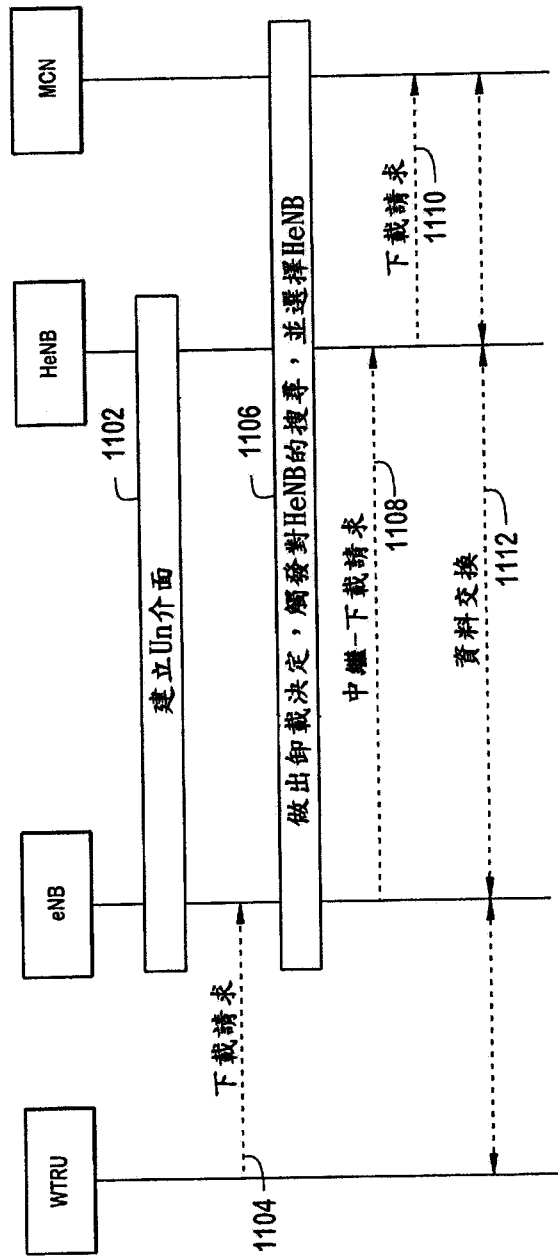 WTRU
eNB
HeNB
MCN
建立Un介面
1102
下載請求
1104
做出卸載決定，觸發對HeNB的搜尋，並選擇HeNB
1106
中繼-下載請求
1108
下載請求
1110
資料交換
1112